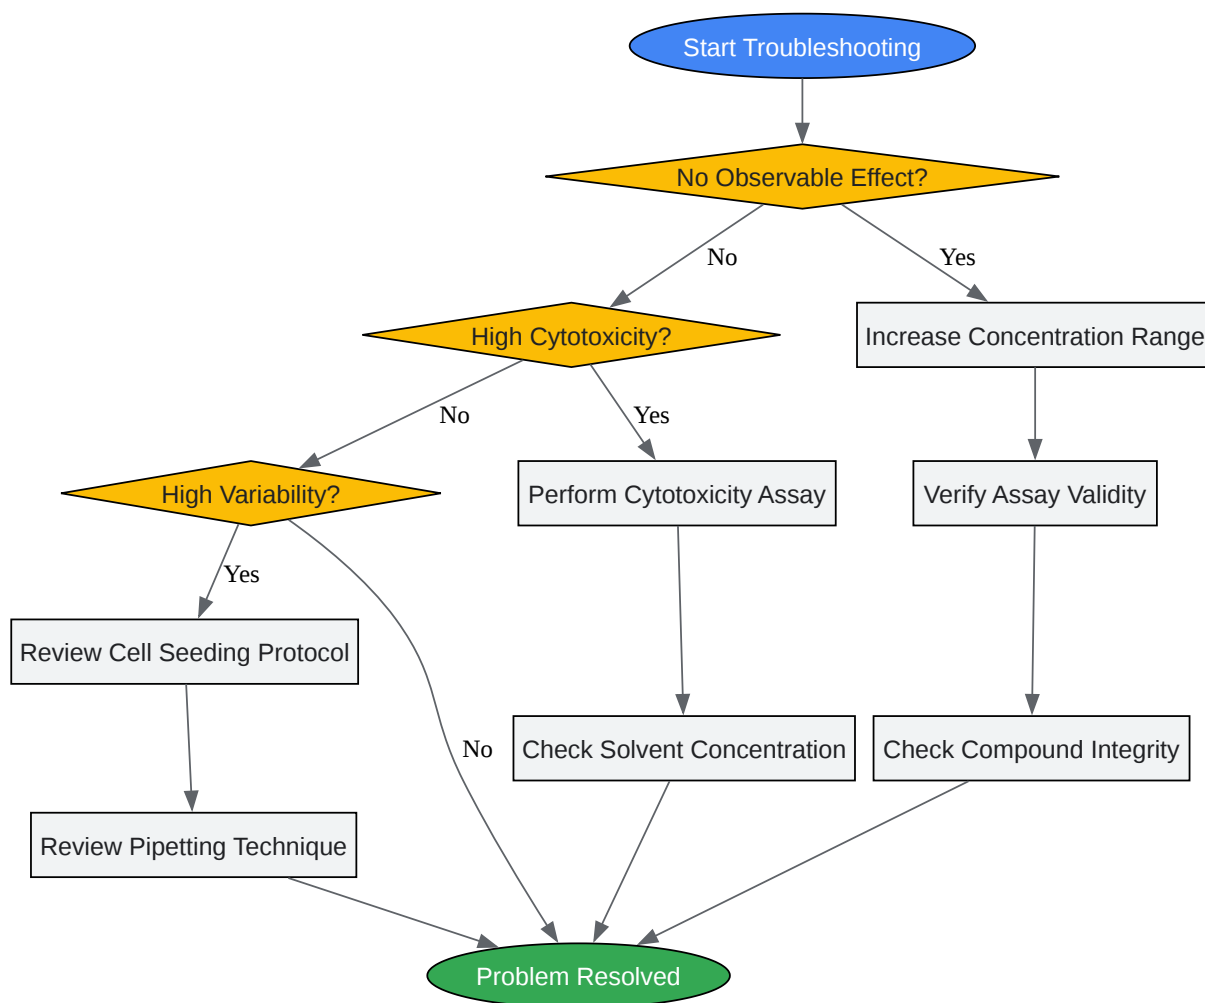 Start Troubleshooting
No Observable Effect?
No
Yes
High Cytotoxicity?
Increase Concentration Range
No
Yes
High Variability?
Perform Cytotoxicity Assay
Verify Assay Validity
Yes
Review Cell Seeding Protocol
No
Check Solvent Concentration
Check Compound Integrity
Review Pipetting Technique
Problem Resolved